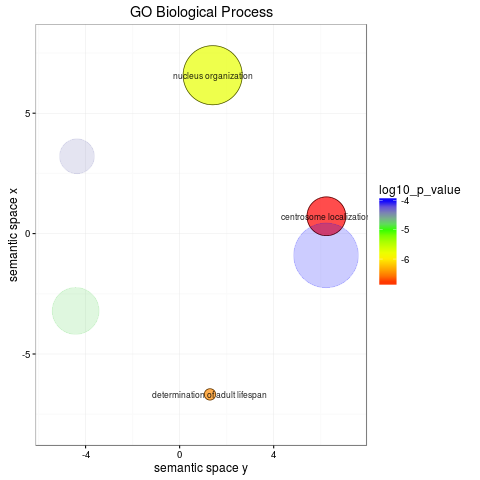 GO Biological Process
nucleus organization
centrosome localization
determination of adult lifespan
5
0
-5
-4
0
4
semantic space x
semantic space y
log10_p_value
-4
-5
-6